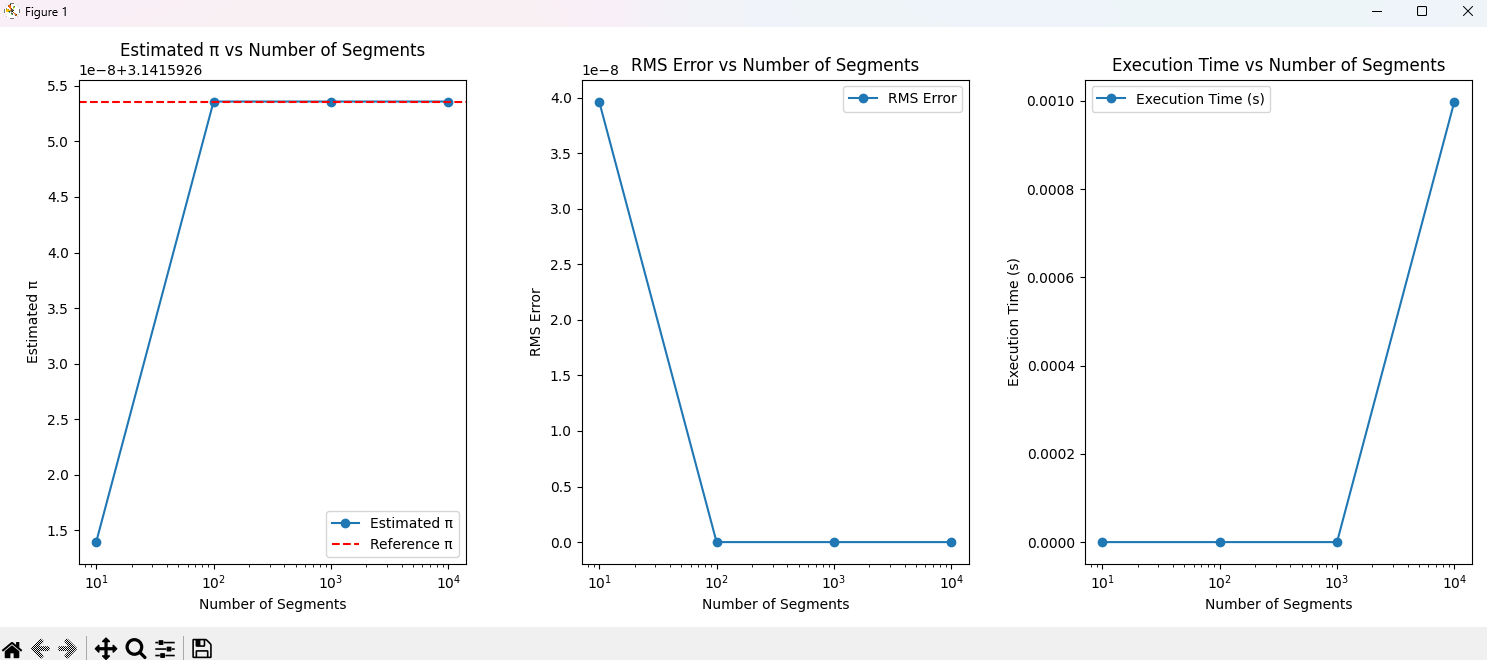 Figure 1
Estimated π vs Number of Segments
1e−8+3.1415926
5.5
5.0
4.5
4.0
3.5
3.0
2.5
2.0
1.5
Estimated π
Estimated π
Reference π
10¹ 10² 10³ 10⁴
Number of Segments
RMS Error vs Number of Segments
1e−8
4.0
3.5
3.0
2.5
2.0
1.5
1.0
0.5
0.0
RMS Error
RMS Error
10¹ 10² 10³ 10⁴
Number of Segments
Execution Time vs Number of Segments
0.0010
0.0008
0.0006
0.0004
0.0002
0.0000
Execution Time (s)
Execution Time (s)
10¹ 10² 10³ 10⁴
Number of Segments